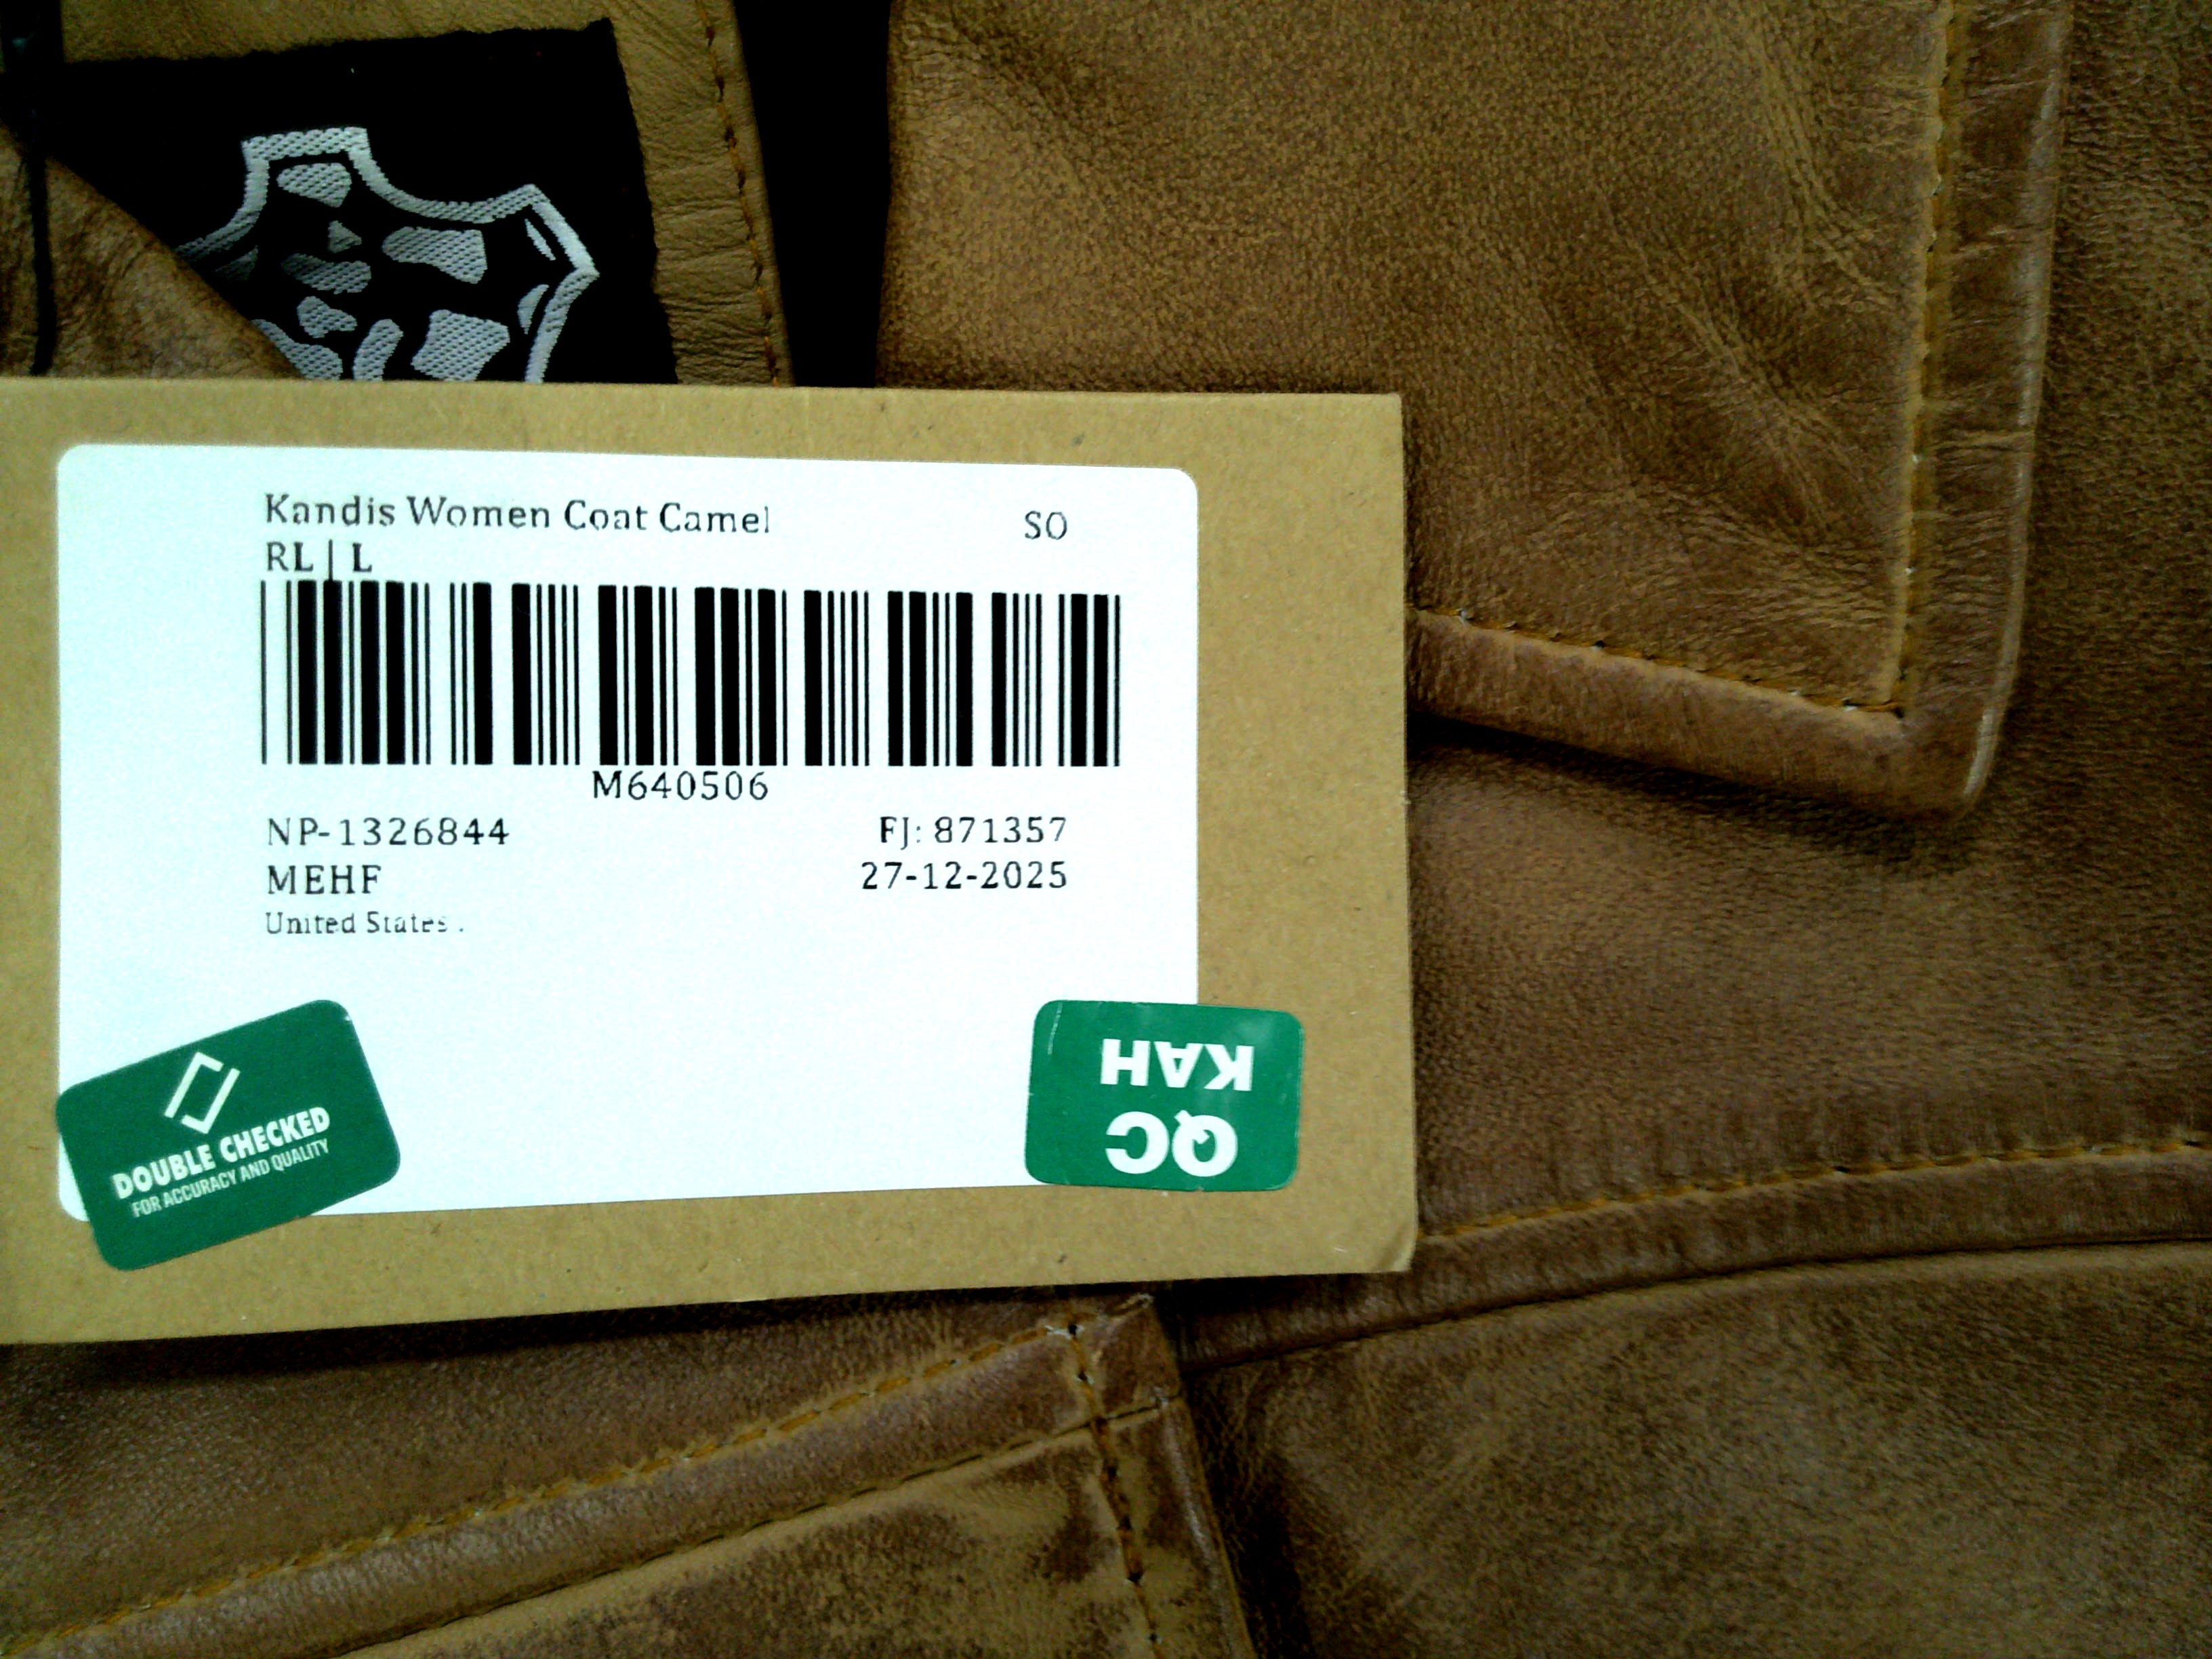 Kandis Women Coat Camel
SO
RL | L
M640506
NP-1326844
FJ: 871357
MEHF
27-12-2025
United States .
DOUBLE CHECKED
FOR ACCURACY AND QUALITY
QC
KAH